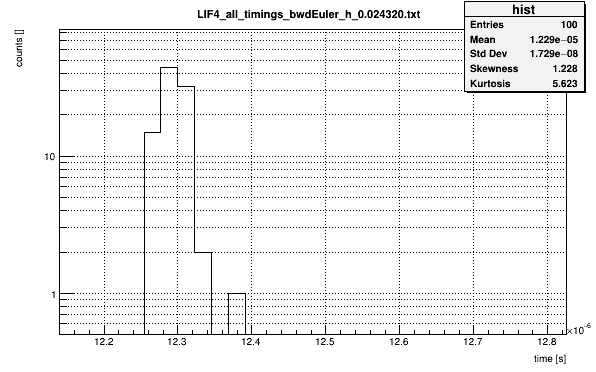 LIF4_all_timings_bwdEuler_h_0.024320.txt
hist
Entries 100
Mean 1.229e−05
Std Dev 1.729e−08
Skewness 1.228
Kurtosis 5.623
counts []
10
1
12.2 12.3 12.4 12.5 12.6 12.7 12.8
×10−6
time [s]